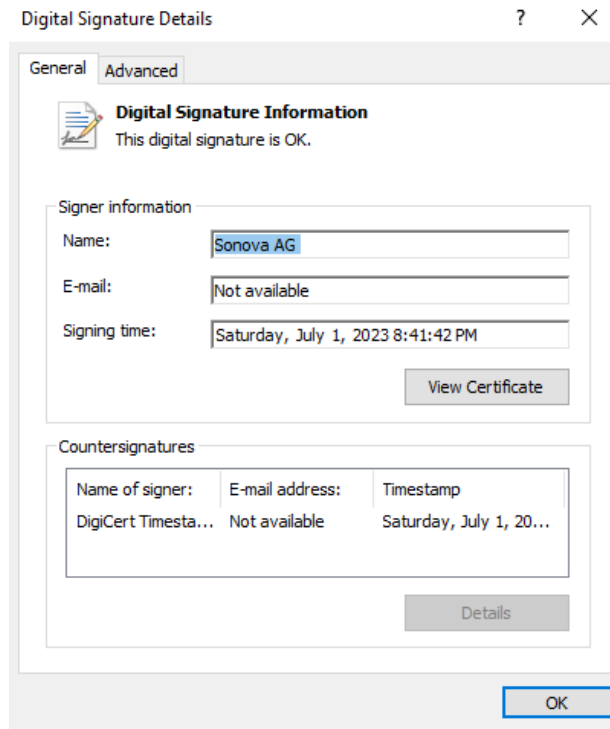 Digital Signature Details ? ✕
General Advanced
Digital Signature Information
This digital signature is OK.
Signer information
Name: Sonova AG
E-mail: Not available
Signing time: Saturday, July 1, 2023 8:41:42 PM
View Certificate
Countersignatures
Name of signer: E-mail address: Timestamp
DigiCert Timesta... Not available Saturday, July 1, 20...
Details
OK